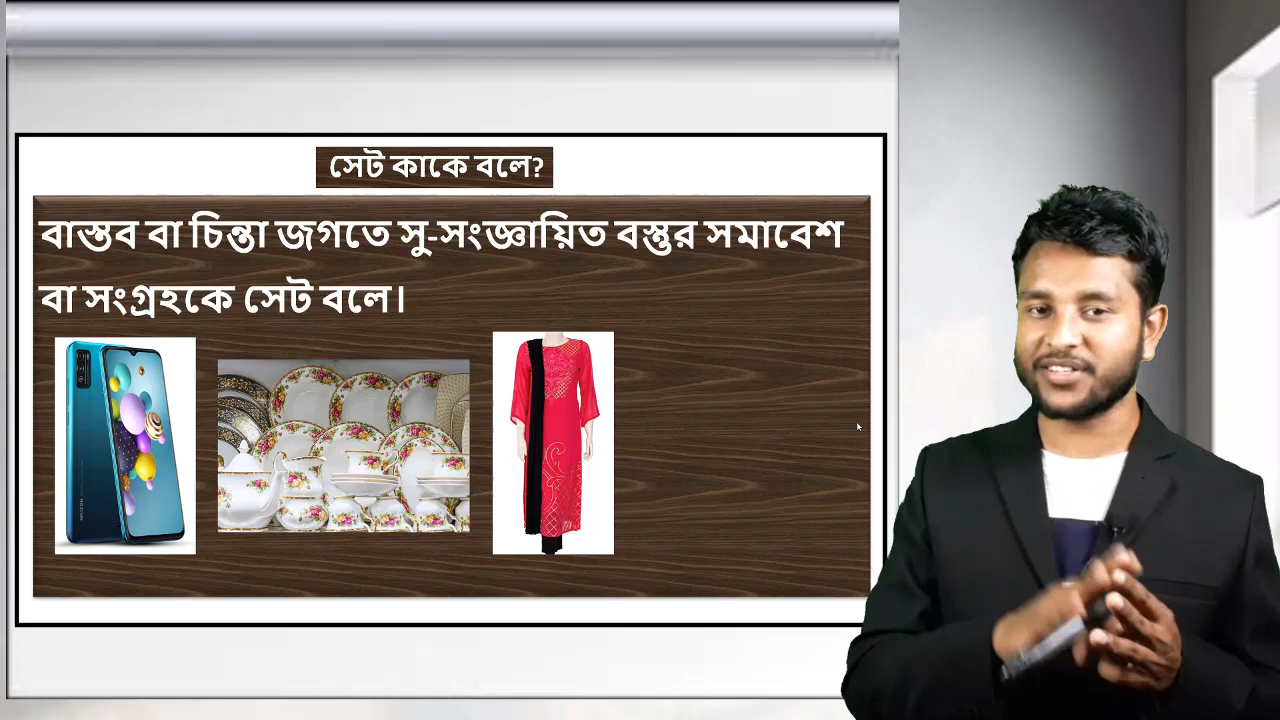 সেট কাকে বলে?
বাস্তব বা চিন্তা জগতে সু-সংজ্ঞায়িত বস্তুর সমাবেশ
বা সংগ্রহকে সেট বলে।